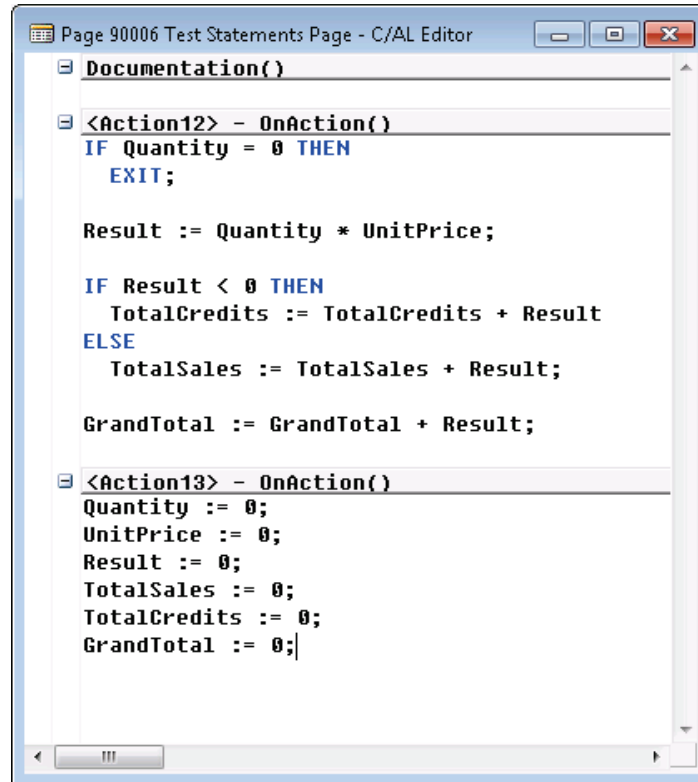 Page 90006 Test Statements Page - C/AL Editor
Documentation()
<Action12> - OnAction()
IF Quantity = 0 THEN
  EXIT;
Result := Quantity * UnitPrice;
IF Result < 0 THEN
  TotalCredits := TotalCredits + Result
ELSE
  TotalSales := TotalSales + Result;
GrandTotal := GrandTotal + Result;
<Action13> - OnAction()
Quantity := 0;
UnitPrice := 0;
Result := 0;
TotalSales := 0;
TotalCredits := 0;
GrandTotal := 0;